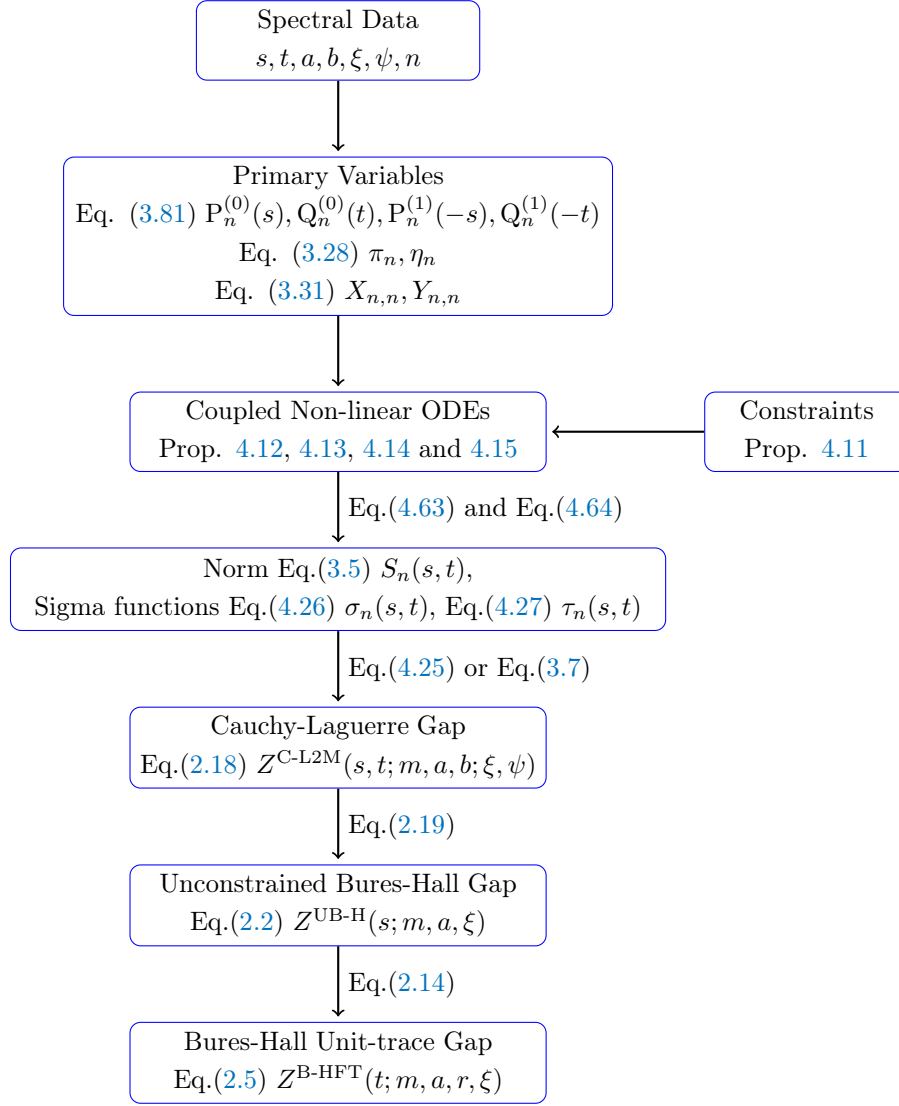 Spectral Data
s, t, a, b, ξ, ψ, n
Primary Variables
Eq. (3.81) P_n^{(0)}(s), Q_n^{(0)}(t), P_n^{(1)}(−s), Q_n^{(1)}(−t)
Eq. (3.28) π_n, η_n
Eq. (3.31) X_{n,n}, Y_{n,n}
Coupled Non-linear ODEs
Prop. 4.12, 4.13, 4.14 and 4.15
Constraints
Prop. 4.11
Eq.(4.63) and Eq.(4.64)
Norm Eq.(3.5) S_n(s, t),
Sigma functions Eq.(4.26) σ_n(s, t), Eq.(4.27) τ_n(s, t)
Eq.(4.25) or Eq.(3.7)
Cauchy-Laguerre Gap
Eq.(2.18) Z^{C-L2M}(s, t; m, a, b; ξ, ψ)
Eq.(2.19)
Unconstrained Bures-Hall Gap
Eq.(2.2) Z^{UB-H}(s; m, a, ξ)
Eq.(2.14)
Bures-Hall Unit-trace Gap
Eq.(2.5) Z^{B-HFT}(t; m, a, r, ξ)